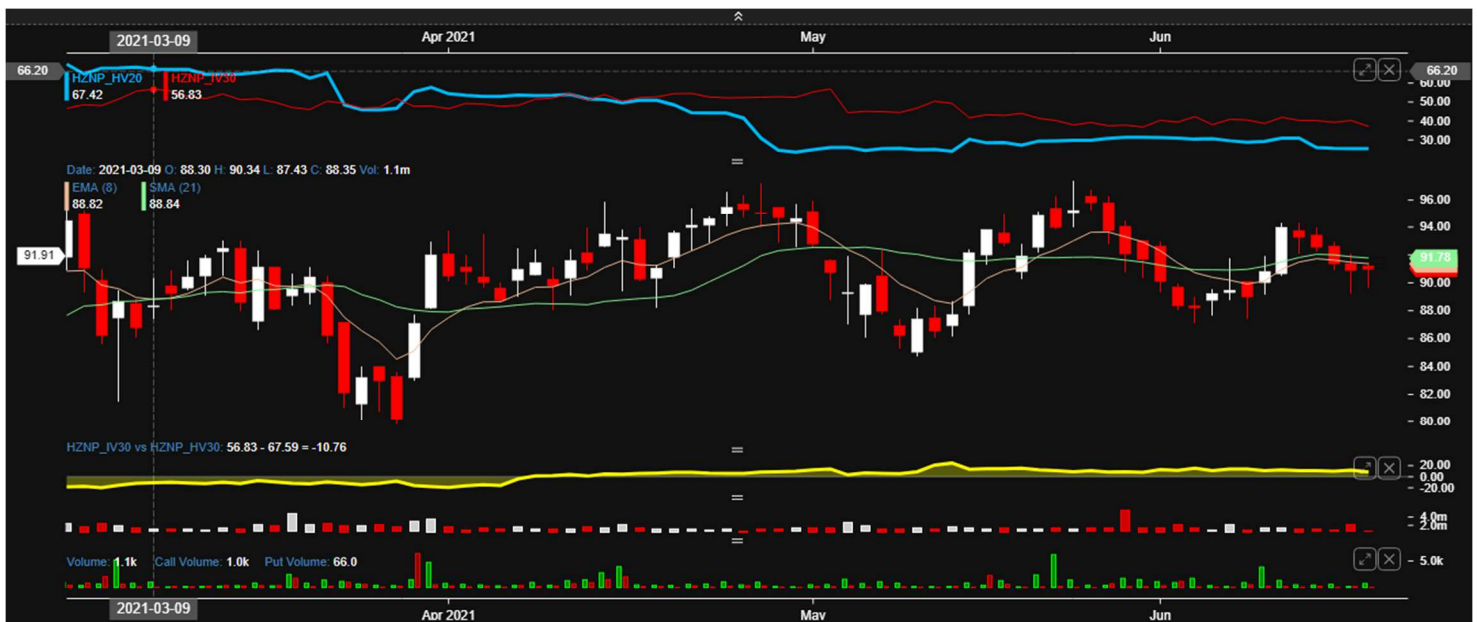 2021-03-09 Apr 2021 May Jun
66.20 HZNP_HV20 HZNP_IV30 66.20
67.42 56.83
60.00
50.00
40.00
30.00
Date: 2021-03-09 O: 88.30 H: 90.34 L: 87.43 C: 88.35 Vol: 1.1m
EMA (8) SMA (21)
88.82 88.84
96.00
94.00
91.91 91.78
90.00
88.00
86.00
84.00
82.00
80.00
HZNP_IV30 vs HZNP_HV30: 56.83 - 67.59 = -10.76
20.00
0.00
-20.00
4.0m
2.0m
Volume: 1.1k Call Volume: 1.0k Put Volume: 66.0 5.0k
2021-03-09 Apr 2021 May Jun